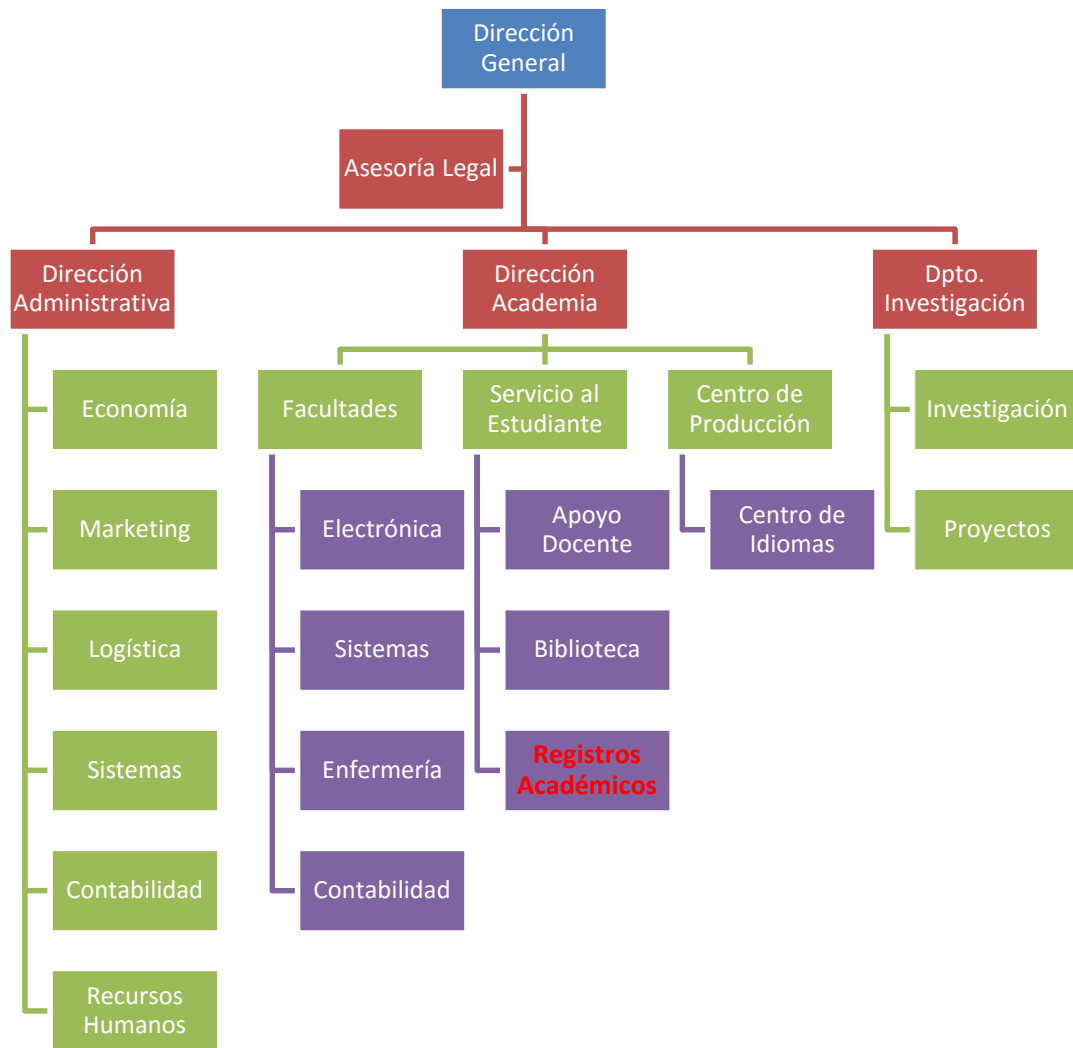 Dirección
General
Asesoría Legal
Dirección
Administrativa
Dirección
Academia
Dpto.
Investigación
Economía
Facultades
Servicio al
Estudiante
Centro de
Producción
Investigación
Marketing
Electrónica
Apoyo
Docente
Centro de
Idiomas
Proyectos
Logística
Sistemas
Biblioteca
Sistemas
Enfermería
Registros
Académicos
Contabilidad
Contabilidad
Recursos
Humanos